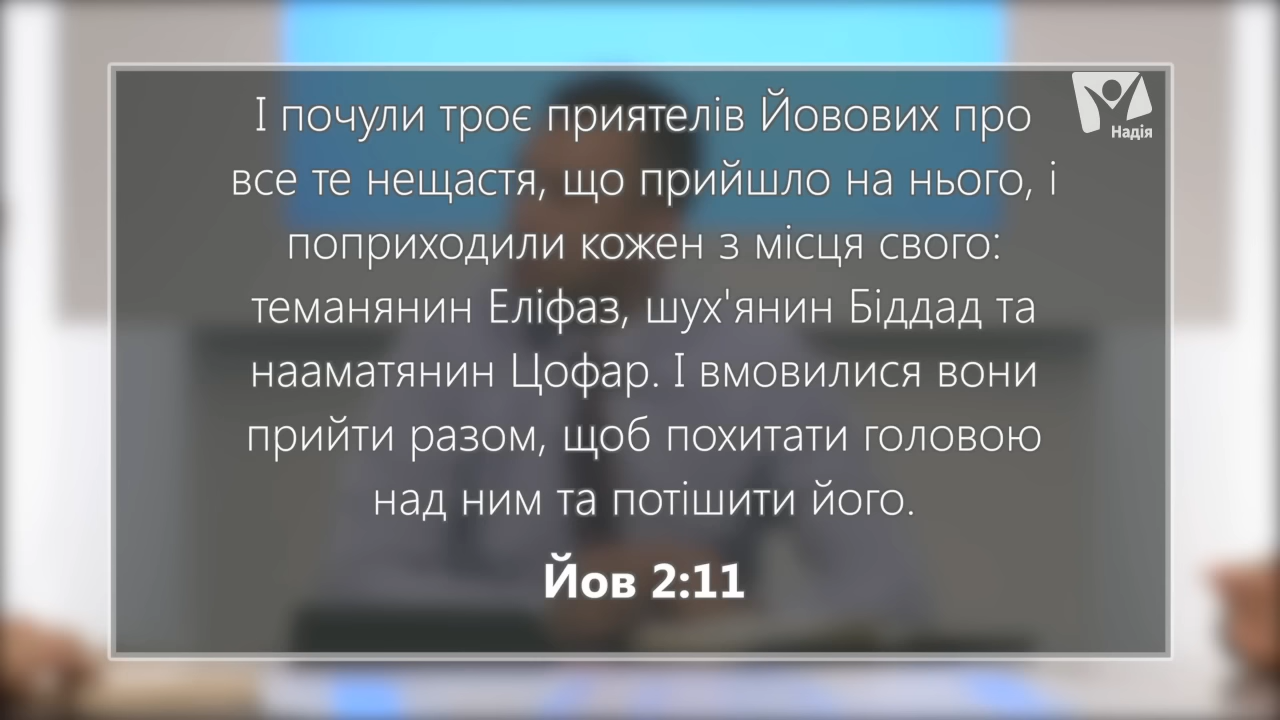 І почули троє приятелів Йовових про
все те нещастя, що прийшло на нього, і
поприходили кожен з місця свого:
теманянин Еліфаз, шух'янин Біддад та
нааматянин Цофар. І вмовилися вони
прийти разом, щоб похитати головою
над ним та потішити його.
Йов 2:11
Надія